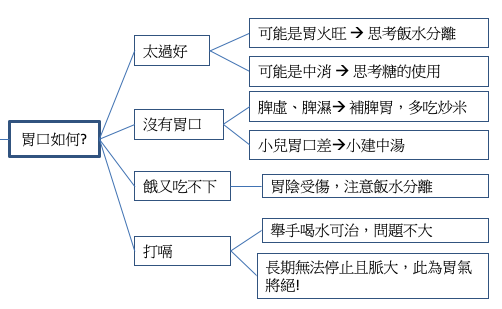 胃口如何?
太過好
可能是胃火旺 → 思考飯水分離
可能是中消 → 思考糖的使用
沒有胃口
脾虛、脾濕→ 補脾胃，多吃炒米
小兒胃口差→小建中湯
餓又吃不下
胃陰受傷，注意飯水分離
打嗝
舉手喝水可治，問題不大
長期無法停止且脈大，此為胃氣
將絕!